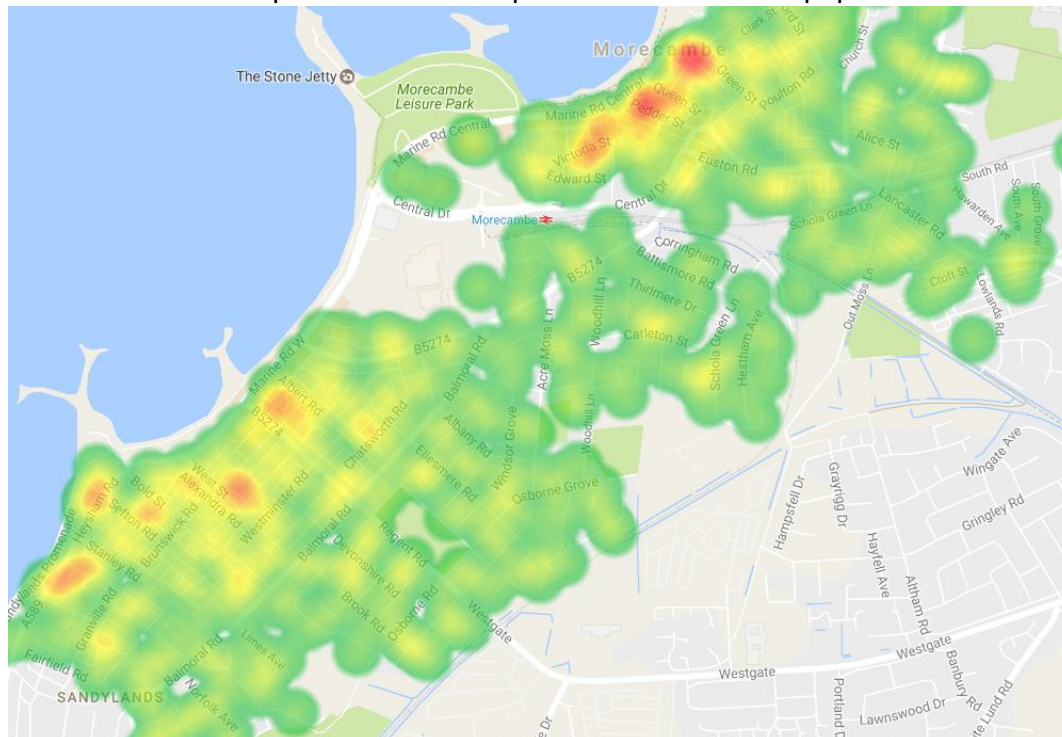 Clark St
Church St
Morecambe
The Stone Jetty
Morecambe
Leisure Park
Green St
Poulton Rd
Queen St
Marine Rd Central
Pedder St
Marine Rd Central
Victoria St
Alice St
Euston Rd
Edward St
South Rd
Central Dr
Central Dr
Morecambe
Lancaster Rd
Hawarden Ave
South Ave
South Grove
Schola Green Ln
Corringham Rd
Battismore Rd
B5274
Thirlmere Dr
Croft St
Out Moss Ln
Lowlands Rd
Woodhill Ln
Carleton St
Schola Green Ln
Hestham Ave
Marine Rd W
B5274
Balmoral Rd
Acre Moss Ln
Albert Rd
B5274
Chatsworth Rd
Albany Rd
Windsor Grove
Woodhill Ln
Ellesmere Rd
Wingate Ave
Osborne Grove
Grayrigg Dr
Hampsfell Dr
Gringley Rd
West St
Alexandra Rd
Westminster Rd
Heysham Rd
Bold St
Sefton Rd
Brunswick Rd
Balmoral Rd
Devonshire Rd
Regent Rd
Hayfell Ave
Altham Rd
Stanley Rd
A589
Granville Rd
Brook Rd
Osborne Rd
Westgate
Westgate
Westgate
Limes Ave
Balmoral Rd
Fairfield Rd
SANDYLANDS
Norfolk Ave
Portland D
Banbury Rd
Lawnswood Dr
ite Lund Rd
e Dr